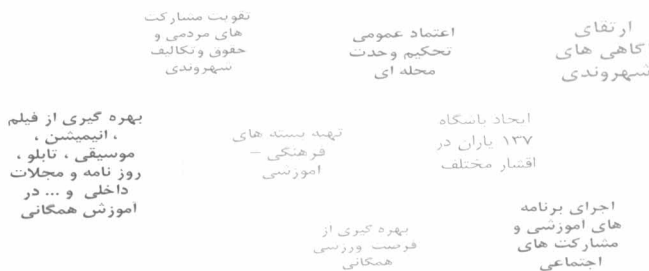 ارتقای
آگاهی های
شهروندی
اعتماد عمومی
تحکیم وحدت
محله ای
تقویت مشارکت
های مردمی و
حقوق وتکالیف
شهروندی
ایجاد باشگاه
۱۳۷ یاران در
اقشار مختلف
تهیه بسته های
فرهنگی –
آموزشی
بهره گیری از فیلم
، انیمیشن ،
موسیقی ، تابلو ،
روز نامه و مجلات
داخلی و ... در
آموزش همگانی
اجرای برنامه
های آموزشی و
مشارکت های
اجتماعی
بهره گیری از
فرصت ورزشی
همگانی